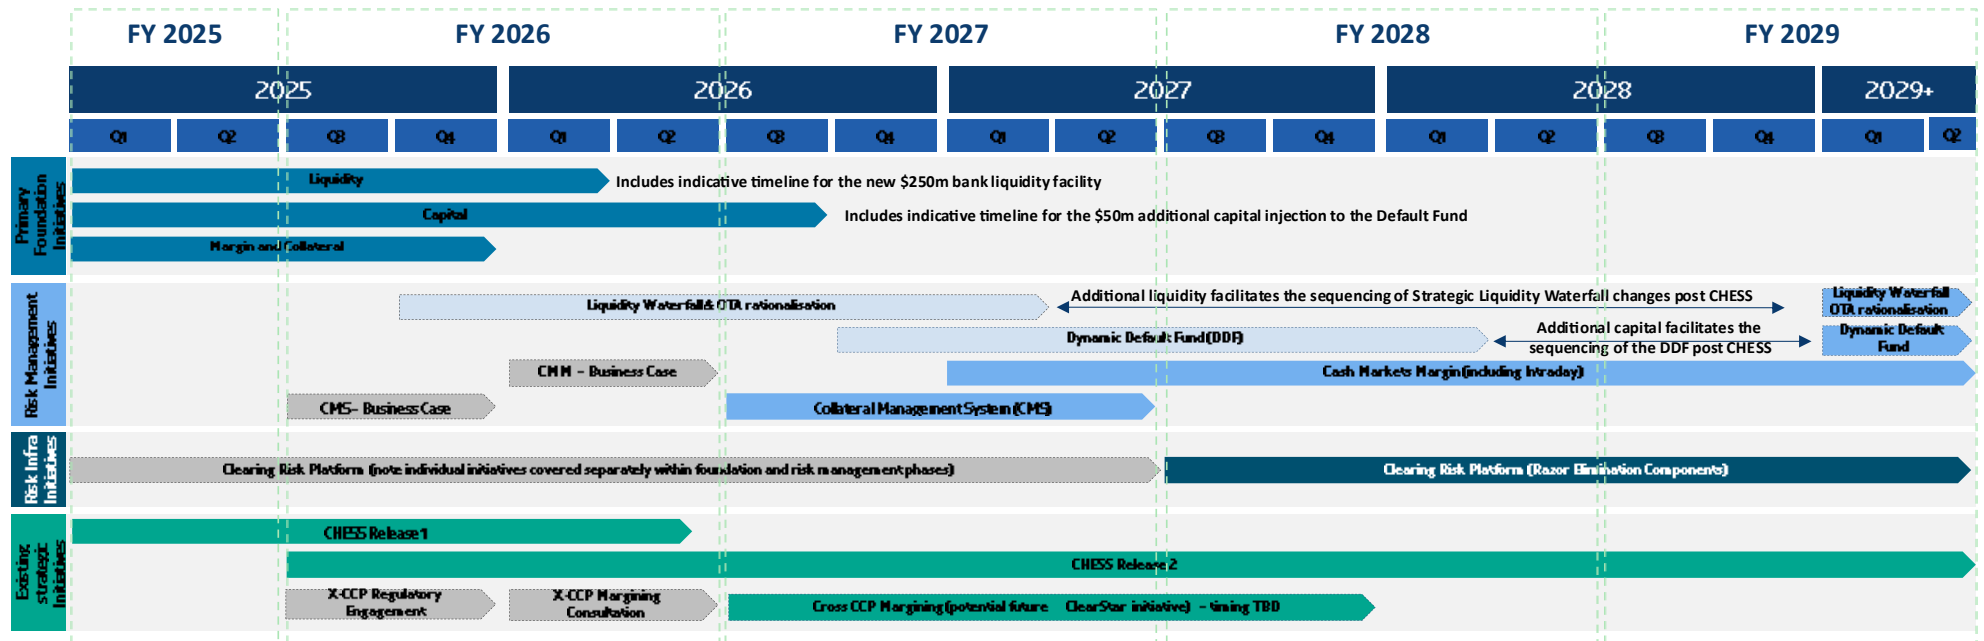 FY 2025 FY 2026 FY 2027 FY 2028 FY 2029
2025 2026 2027 2028 2029+
Q1 Q2 Q3 Q4 Q1 Q2 Q3 Q4 Q1 Q2 Q3 Q4 Q1 Q2 Q3 Q4 Q1 Q2
Primary
Foundation
Initiatives
Liquidity
Includes indicative timeline for the new $250m bank liquidity facility
Capital
Includes indicative timeline for the $50m additional capital injection to the Default Fund
Margin and Collateral
Risk Management
Initiatives
Liquidity Waterfall & OTA rationalisation
Additional liquidity facilitates the sequencing of Strategic Liquidity Waterfall changes post CHESS
Liquidity Waterfall
OTA rationalisation
Dynamic Default Fund (DDF)
Additional capital facilitates the
sequencing of the DDF post CHESS
Dynamic Default
Fund
CMM – Business Case
Cash Markets Margin (including Intraday)
CMS– Business Case
Collateral Management System (CMS)
Risk Infra
Initiatives
Clearing Risk Platform (note individual initiatives covered separately within foundation and risk management phases)
Clearing Risk Platform (Razor Elimination Components)
Existing
strategic
Initiatives
CHESS Release 1
CHESS Release 2
X-CCP Regulatory
Engagement
X-CCP Margining
Consultation
Cross CCP Margining (potential future ClearStar initiative) – timing TBD